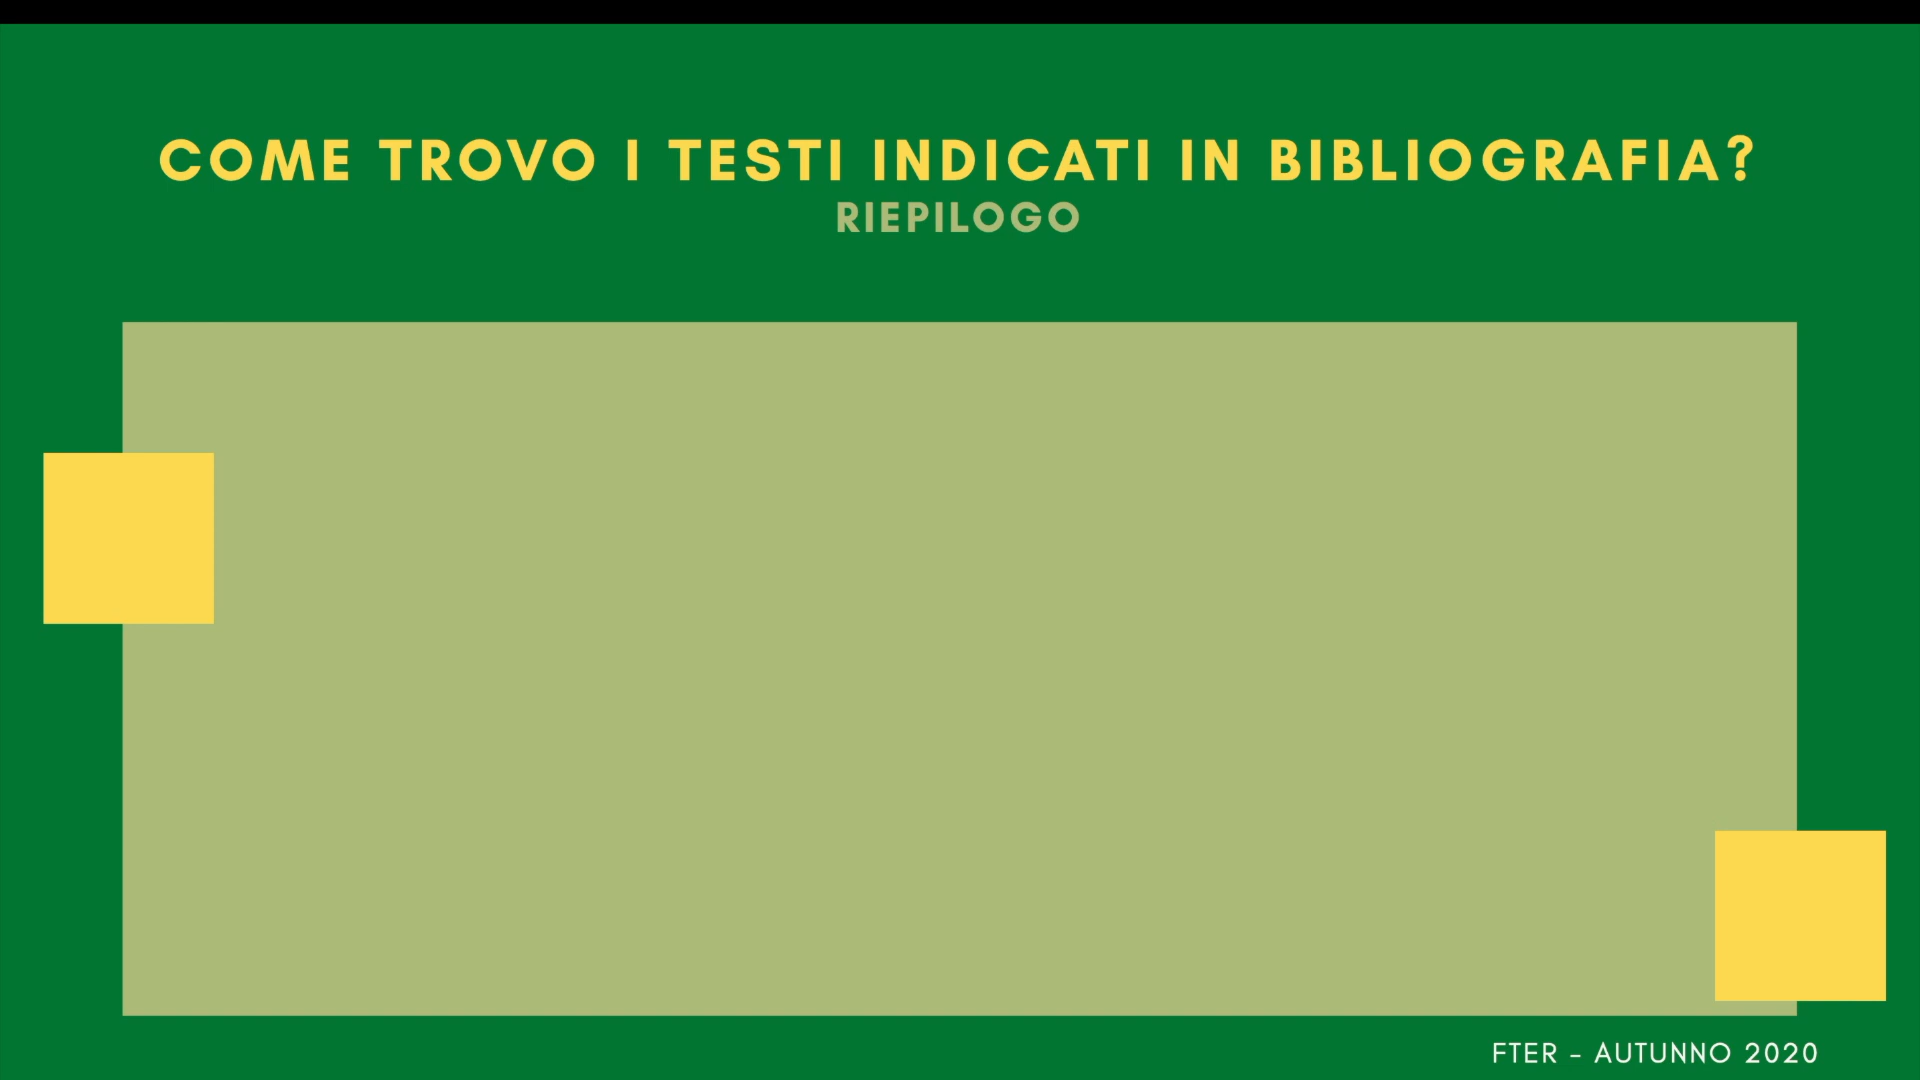 COME TROVO I TESTI INDICATI IN BIBLIOGRAFIA?
RIEPILOGO
FTER – AUTUNNO 2020